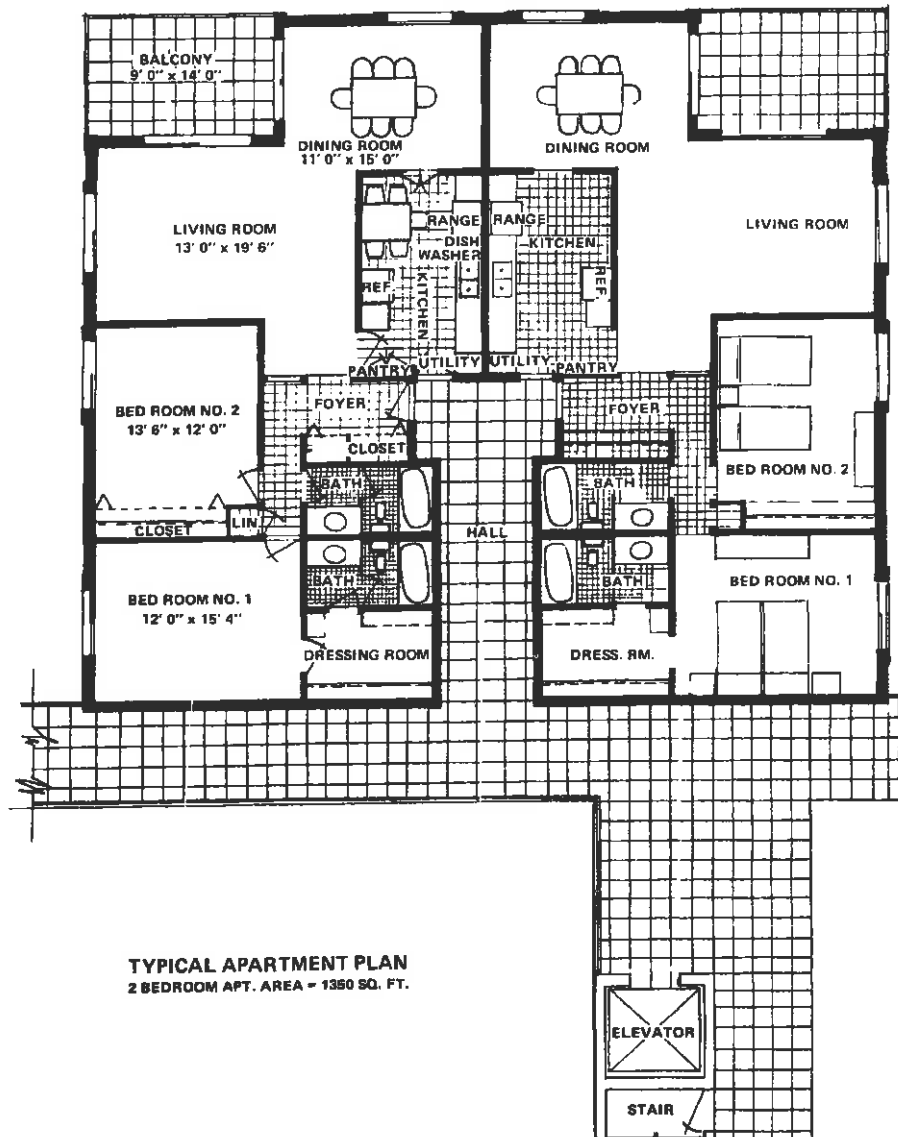 BALCONY
9' 0" x 14' 0"
DINING ROOM
11' 0" x 15' 0"
DINING ROOM
LIVING ROOM
13' 0" x 19' 6"
RANGE
DISH
WASHER
REF.
KITCHEN
RANGE
KITCHEN
REF.
LIVING ROOM
PANTRY
UTILITY
UTILITY
PANTRY
BED ROOM NO. 2
13' 6" x 12' 0"
FOYER
CLOSET
FOYER
BED ROOM NO. 2
CLOSET
LIN.
BATH
HALL
BATH
BED ROOM NO. 1
12' 0" x 15' 4"
BATH
BATH
BED ROOM NO. 1
DRESSING ROOM
DRESS. RM.
TYPICAL APARTMENT PLAN
2 BEDROOM APT. AREA = 1350 SQ. FT.
ELEVATOR
STAIR